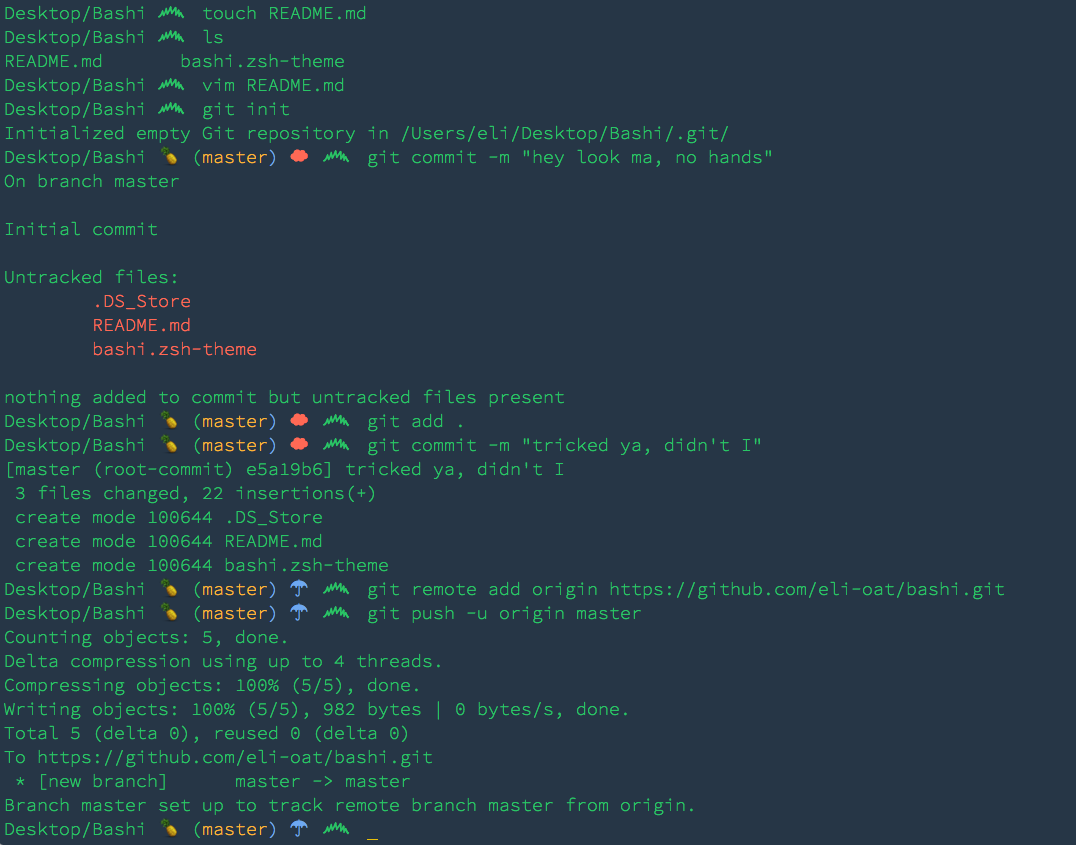 Desktop/Bashi touch README.md
Desktop/Bashi ls
README.md bashi.zsh-theme
Desktop/Bashi vim README.md
Desktop/Bashi git init
Initialized empty Git repository in /Users/eli/Desktop/Bashi/.git/
Desktop/Bashi (master) git commit -m "hey look ma, no hands"
On branch master
Initial commit
Untracked files:
.DS_Store
README.md
bashi.zsh-theme
nothing added to commit but untracked files present
Desktop/Bashi (master) git add .
Desktop/Bashi (master) git commit -m "tricked ya, didn't I"
[master (root-commit) e5a19b6] tricked ya, didn't I
3 files changed, 22 insertions(+)
create mode 100644 .DS_Store
create mode 100644 README.md
create mode 100644 bashi.zsh-theme
Desktop/Bashi (master) git remote add origin https://github.com/eli-oat/bashi.git
Desktop/Bashi (master) git push -u origin master
Counting objects: 5, done.
Delta compression using up to 4 threads.
Compressing objects: 100% (5/5), done.
Writing objects: 100% (5/5), 982 bytes | 0 bytes/s, done.
Total 5 (delta 0), reused 0 (delta 0)
To https://github.com/eli-oat/bashi.git
* [new branch] master -> master
Branch master set up to track remote branch master from origin.
Desktop/Bashi (master) _